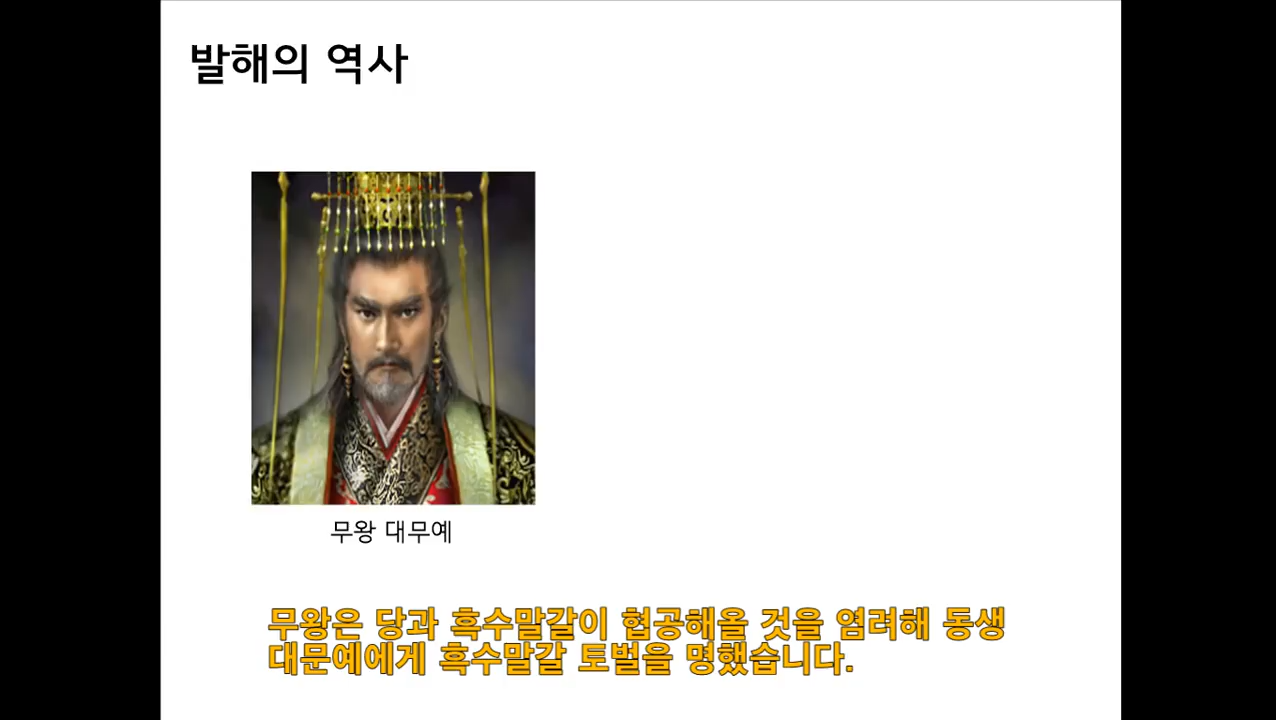 발해의 역사
무왕 대무예
무왕은 당과 흑수말갈이 협공해올 것을 염려해 동생
대문예에게 흑수말갈 토벌을 명했습니다.